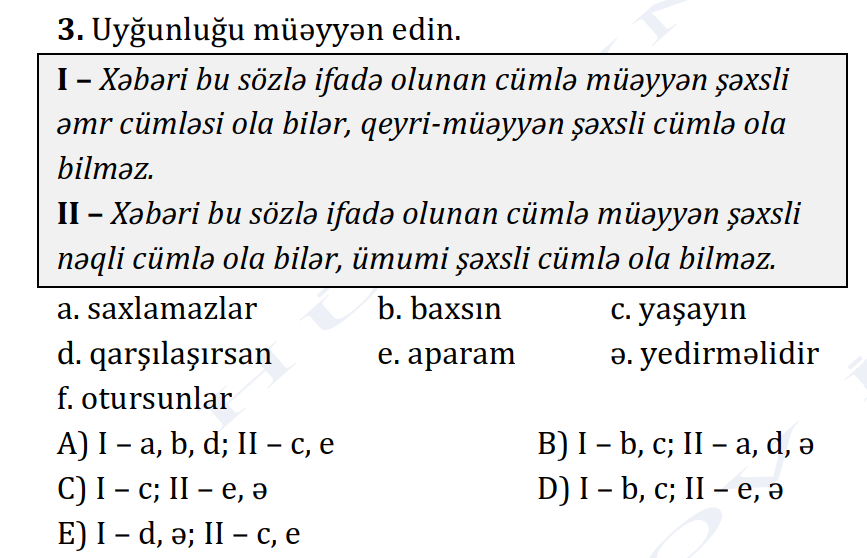 3. Uyğunluğu müəyyən edin.
I – Xəbəri bu sözlə ifadə olunan cümlə müəyyən şəxsli
əmr cümləsi ola bilər, qeyri-müəyyən şəxsli cümlə ola
bilməz.
II – Xəbəri bu sözlə ifadə olunan cümlə müəyyən şəxsli
nəqli cümlə ola bilər, ümumi şəxsli cümlə ola bilməz.
a. saxlamazlar b. baxsın c. yaşayın
d. qarşılaşırsan e. aparam ə. yedirməlidir
f. otursunlar
A) I – a, b, d; II – c, e B) I – b, c; II – a, d, ə
C) I – c; II – e, ə D) I – b, c; II – e, ə
E) I – d, ə; II – c, e